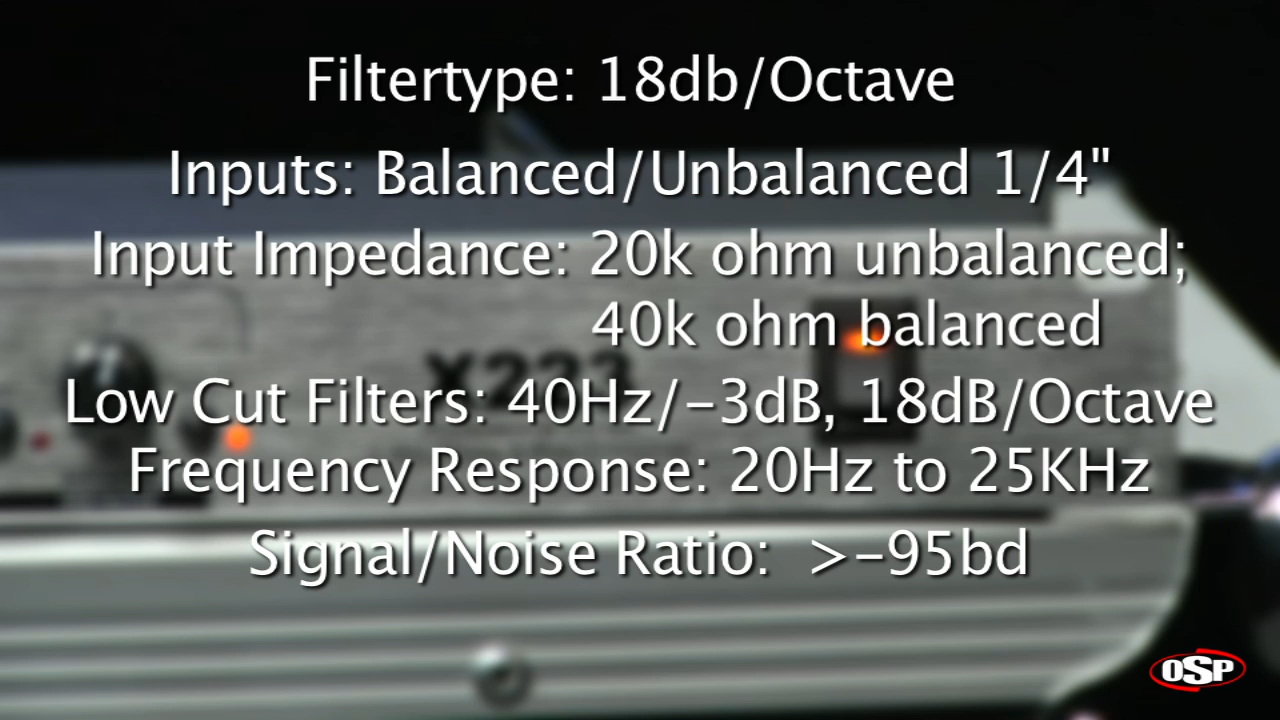 Filtertype: 18db/Octave
Inputs: Balanced/Unbalanced 1/4"
Input Impedance: 20k ohm unbalanced;
40k ohm balanced
X223
Low Cut Filters: 40Hz/-3dB, 18dB/Octave
Frequency Response: 20Hz to 25KHz
Signal/Noise Ratio: >-95bd
OSP